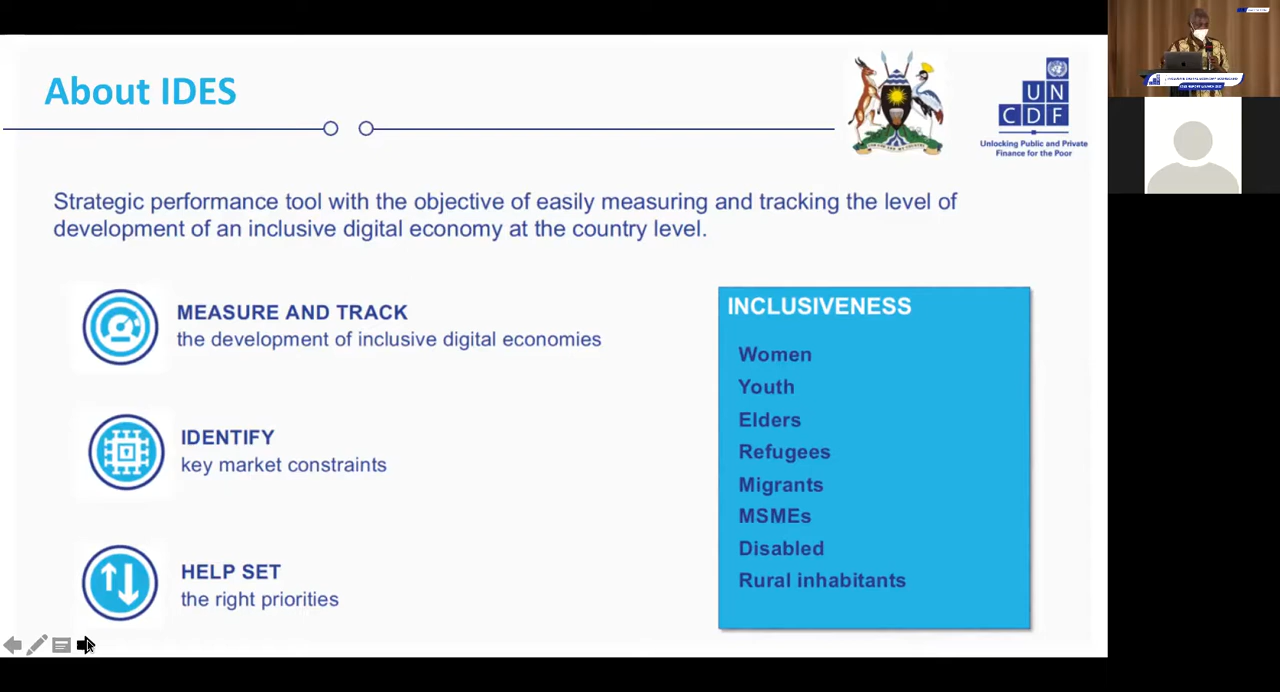 About IDES
UN
CDF
Unlocking Public and Private
Finance for the Poor
Strategic performance tool with the objective of easily measuring and tracking the level of
development of an inclusive digital economy at the country level.
MEASURE AND TRACK
the development of inclusive digital economies
IDENTIFY
key market constraints
HELP SET
the right priorities
INCLUSIVENESS
Women
Youth
Elders
Refugees
Migrants
MSMEs
Disabled
Rural inhabitants